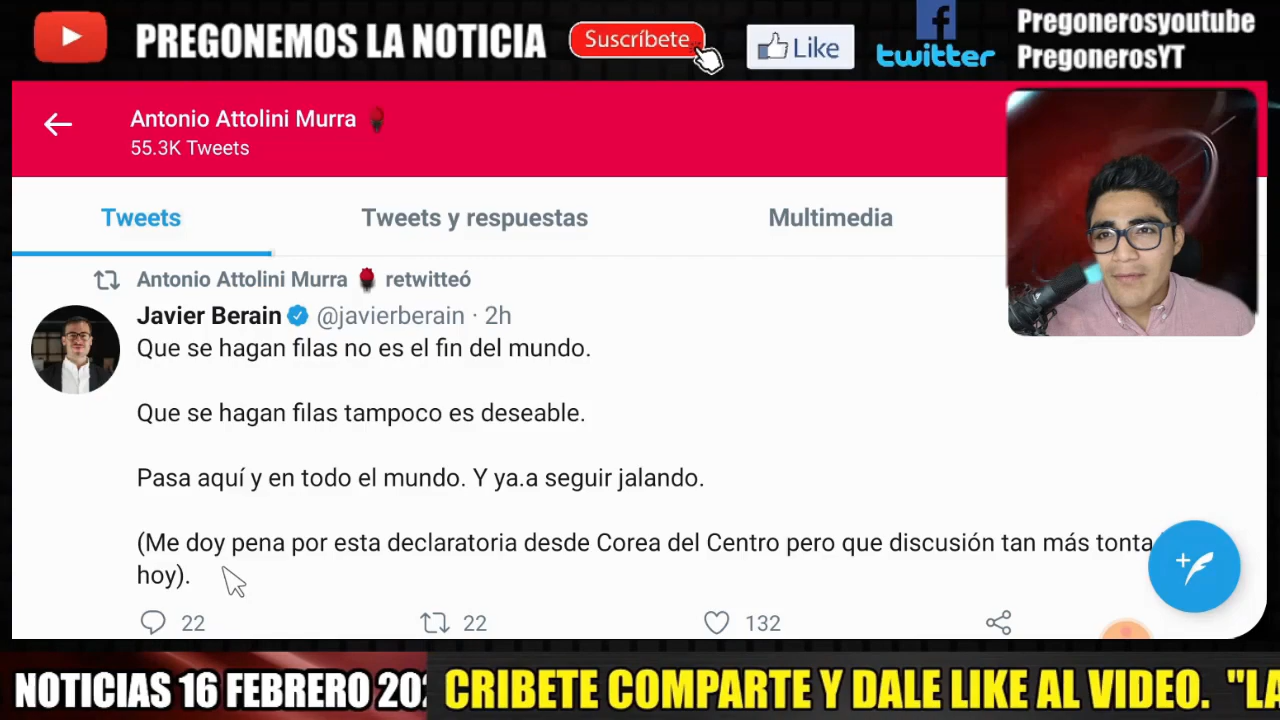 PREGONEMOS LA NOTICIA
Suscríbete
Like
twitter
Pregonerosyoutube
PregonerosYT
Antonio Attolini Murra
55.3K Tweets
Tweets
Tweets y respuestas
Multimedia
Antonio Attolini Murra retwitteó
Javier Berain @javierberain · 2h
Que se hagan filas no es el fin del mundo.
Que se hagan filas tampoco es deseable.
Pasa aquí y en todo el mundo. Y ya.a seguir jalando.
(Me doy pena por esta declaratoria desde Corea del Centro pero que discusión tan más tonta
hoy).
22
22
132
NOTICIAS 16 FEBRERO 202
CRIBETE COMPARTE Y DALE LIKE AL VIDEO. "LA